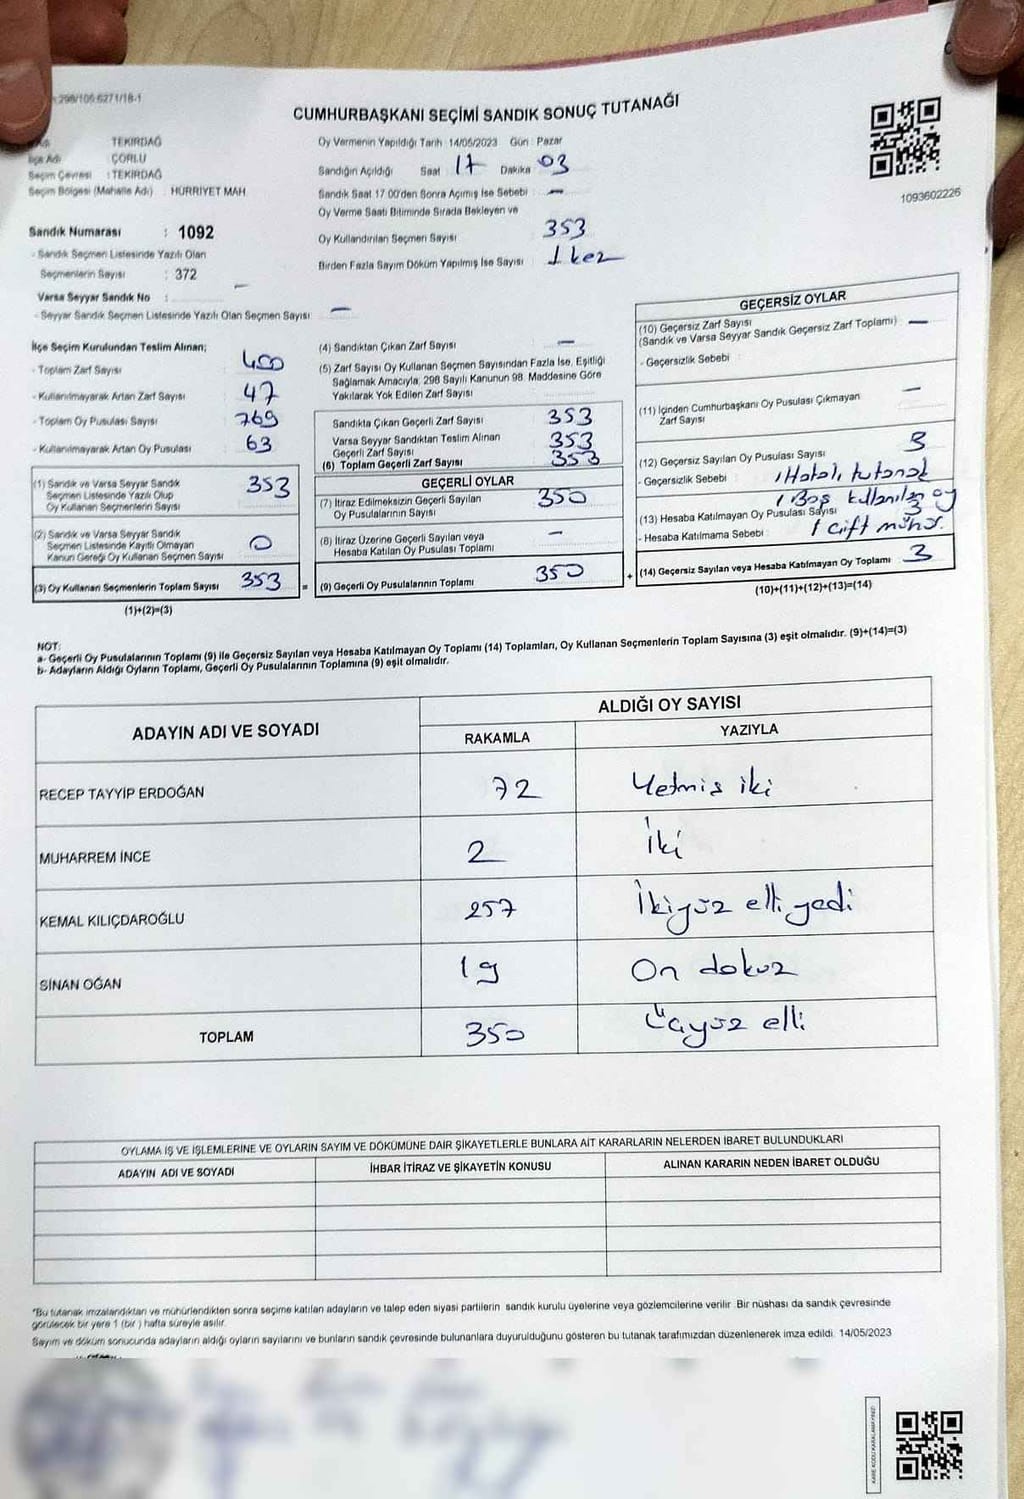 298/106:6271/18-1
CUMHURBAŞKANI SEÇİMİ SANDIK SONUÇ TUTANAĞI
TEKİRDAĞ
İlçe Adı ÇORLU
Seçim Çevresi : TEKİRDAĞ
Seçim Bölgesi (Mahalle Adı) : HÜRRİYET MAH.
Sandık Numarası : 1092
- Sandık Seçmen Listesinde Yazılı Olan
Seçmenlerin Sayısı : 372
Varsa Seyyar Sandık No : —
- Seyyar Sandık Seçmen Listesinde Yazılı Olan Seçmen Sayısı : —
Oy Vermenin Yapıldığı Tarih : 14/05/2023 Gün : Pazar
Sandığın Açıldığı Saat 17 Dakika 03
Sandık Saat 17.00'den Sonra Açımış İse Sebebi : —
Oy Verme Saati Bitiminde Sırada Bekleyen ve
Oy Kullandırılan Seçmen Sayısı 353
Birden Fazla Sayım Döküm Yapılmış İse Sayısı : 1 kez
1093602226
İlçe Seçim Kurulundan Teslim Alınan;
- Toplam Zarf Sayısı : 400
- Kullanılmayarak Artan Zarf Sayısı : 47
- Toplam Oy Pusulası Sayısı : 769
- Kullanılmayarak Artan Oy Pusulası : 63
(1) Sandık ve Varsa Seyyar Sandık
Seçmen Listesinde Yazılı Olup
Oy Kullanan Seçmenlerin Sayısı 353
(2) Sandık ve Varsa Seyyar Sandık
Seçmen Listesinde Kayıtlı Olmayan
Kanun Gereği Oy Kullanan Seçmen Sayısı 0
(3) Oy Kullanan Seçmenlerin Toplam Sayısı 353
(1)+(2)=(3)
(4) Sandıktan Çıkan Zarf Sayısı : —
(5) Zarf Sayısı Oy Kullanan Seçmen Sayısından Fazla İse, Eşitliği
Sağlamak Amacıyla, 298 Sayılı Kanunun 98. Maddesine Göre
Yakılarak Yok Edilen Zarf Sayısı :
Sandıkta Çıkan Geçerli Zarf Sayısı : 353
Varsa Seyyar Sandıktan Teslim Alınan
Geçerli Zarf Sayısı : 353
(6) Toplam Geçerli Zarf Sayısı : 353
GEÇERLİ OYLAR
(7) İtiraz Edilmeksizin Geçerli Sayılan
Oy Pusulalarının Sayısı : 350
(8) İtiraz Üzerine Geçerli Sayılan veya
Hesaba Katılan Oy Pusulası Toplamı : —
= (9) Geçerli Oy Pusulalarının Toplamı : 350 +
GEÇERSİZ OYLAR
(10) Geçersiz Zarf Sayısı
(Sandık ve Varsa Seyyar Sandık Geçersiz Zarf Toplamı) : —
- Geçersizlik Sebebi :
(11) İçinden Cumhurbaşkanı Oy Pusulası Çıkmayan
Zarf Sayısı : —
(12) Geçersiz Sayılan Oy Pusulası Sayısı : 3
- Geçersizlik Sebebi : 1 Hatalı tutanak
1 Boş kullanılan oy
(13) Hesaba Katılmayan Oy Pusulası Sayısı : 3
- Hesaba Katılmama Sebebi : 1 Çift mühür.
(14) Geçersiz Sayılan veya Hesaba Katılmayan Oy Toplamı : 3
(10)+(11)+(12)+(13)=(14)
NOT:
a- Geçerli Oy Pusulalarının Toplamı (9) ile Geçersiz Sayılan veya Hesaba Katılmayan Oy Toplamı (14) Toplamları, Oy Kullanan Seçmenlerin Toplam Sayısına (3) eşit olmalıdır. (9)+(14)=(3)
b- Adayların Aldığı Oyların Toplamı, Geçerli Oy Pusulalarının Toplamına (9) eşit olmalıdır.
ADAYIN ADI VE SOYADI ALDIĞI OY SAYISI
RAKAMLA YAZIYLA
RECEP TAYYİP ERDOĞAN 72 Yetmis iki
MUHARREM İNCE 2 İki
KEMAL KILIÇDAROĞLU 257 İkiyüz elli yedi
SİNAN OĞAN 19 On dokuz
TOPLAM 350 Üçyüz elli
OYLAMA İŞ VE İŞLEMLERİNE VE OYLARIN SAYIM VE DÖKÜMÜNE DAİR ŞİKAYETLERLE BUNLARA AİT KARARLARIN NELERDEN İBARET BULUNDUKLARI
ADAYIN ADI VE SOYADI İHBAR İTİRAZ VE ŞİKAYETİN KONUSU ALINAN KARARIN NEDEN İBARET OLDUĞU
*Bu tutanak imzalandıktan ve mühürlendikten sonra seçime katılan adayların ve talep eden siyasi partilerin sandık kurulu üyelerine veya gözlemcilerine verilir. Bir nüshası da sandık çevresinde
görülecek bir yere 1 (bir ) hafta süreyle asılır.
Sayım ve döküm sonucunda adayların aldığı oyların sayılarını ve bunların sandık çevresinde bulunanlara duyurulduğunu gösteren bu tutanak tarafımızdan düzenlenerek imza edildi. 14/05/2023
KARE KODU KARALAMAYINIZ!